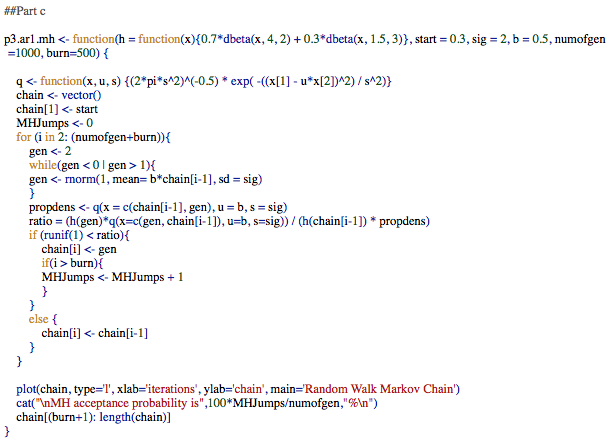 ##Part c
p3.ar1.mh <- function(h = function(x){0.7*dbeta(x, 4, 2) + 0.3*dbeta(x, 1.5, 3)}, start = 0.3, sig = 2, b = 0.5, numofgen
=1000, burn=500) {
q <- function(x, u, s) {(2*pi*s^2)^(-0.5) * exp( -((x[1] - u*x[2])^2) / s^2)}
chain <- vector()
chain[1] <- start
MHJumps <- 0
for (i in 2: (numofgen+burn)){
gen <- 2
while(gen < 0 | gen > 1){
gen <- rnorm(1, mean= b*chain[i-1], sd = sig)
}
propdens <- q(x = c(chain[i-1], gen), u = b, s = sig)
ratio = (h(gen)*q(x=c(gen, chain[i-1]), u=b, s=sig)) / (h(chain[i-1]) * propdens)
if (runif(1) < ratio){
chain[i] <- gen
if(i > burn){
MHJumps <- MHJumps + 1
}
}
else {
chain[i] <- chain[i-1]
}
}
plot(chain, type='l', xlab='iterations', ylab='chain', main='Random Walk Markov Chain')
cat("\nMH acceptance probability is",100*MHJumps/numofgen,"%\n")
chain[(burn+1): length(chain)]
}